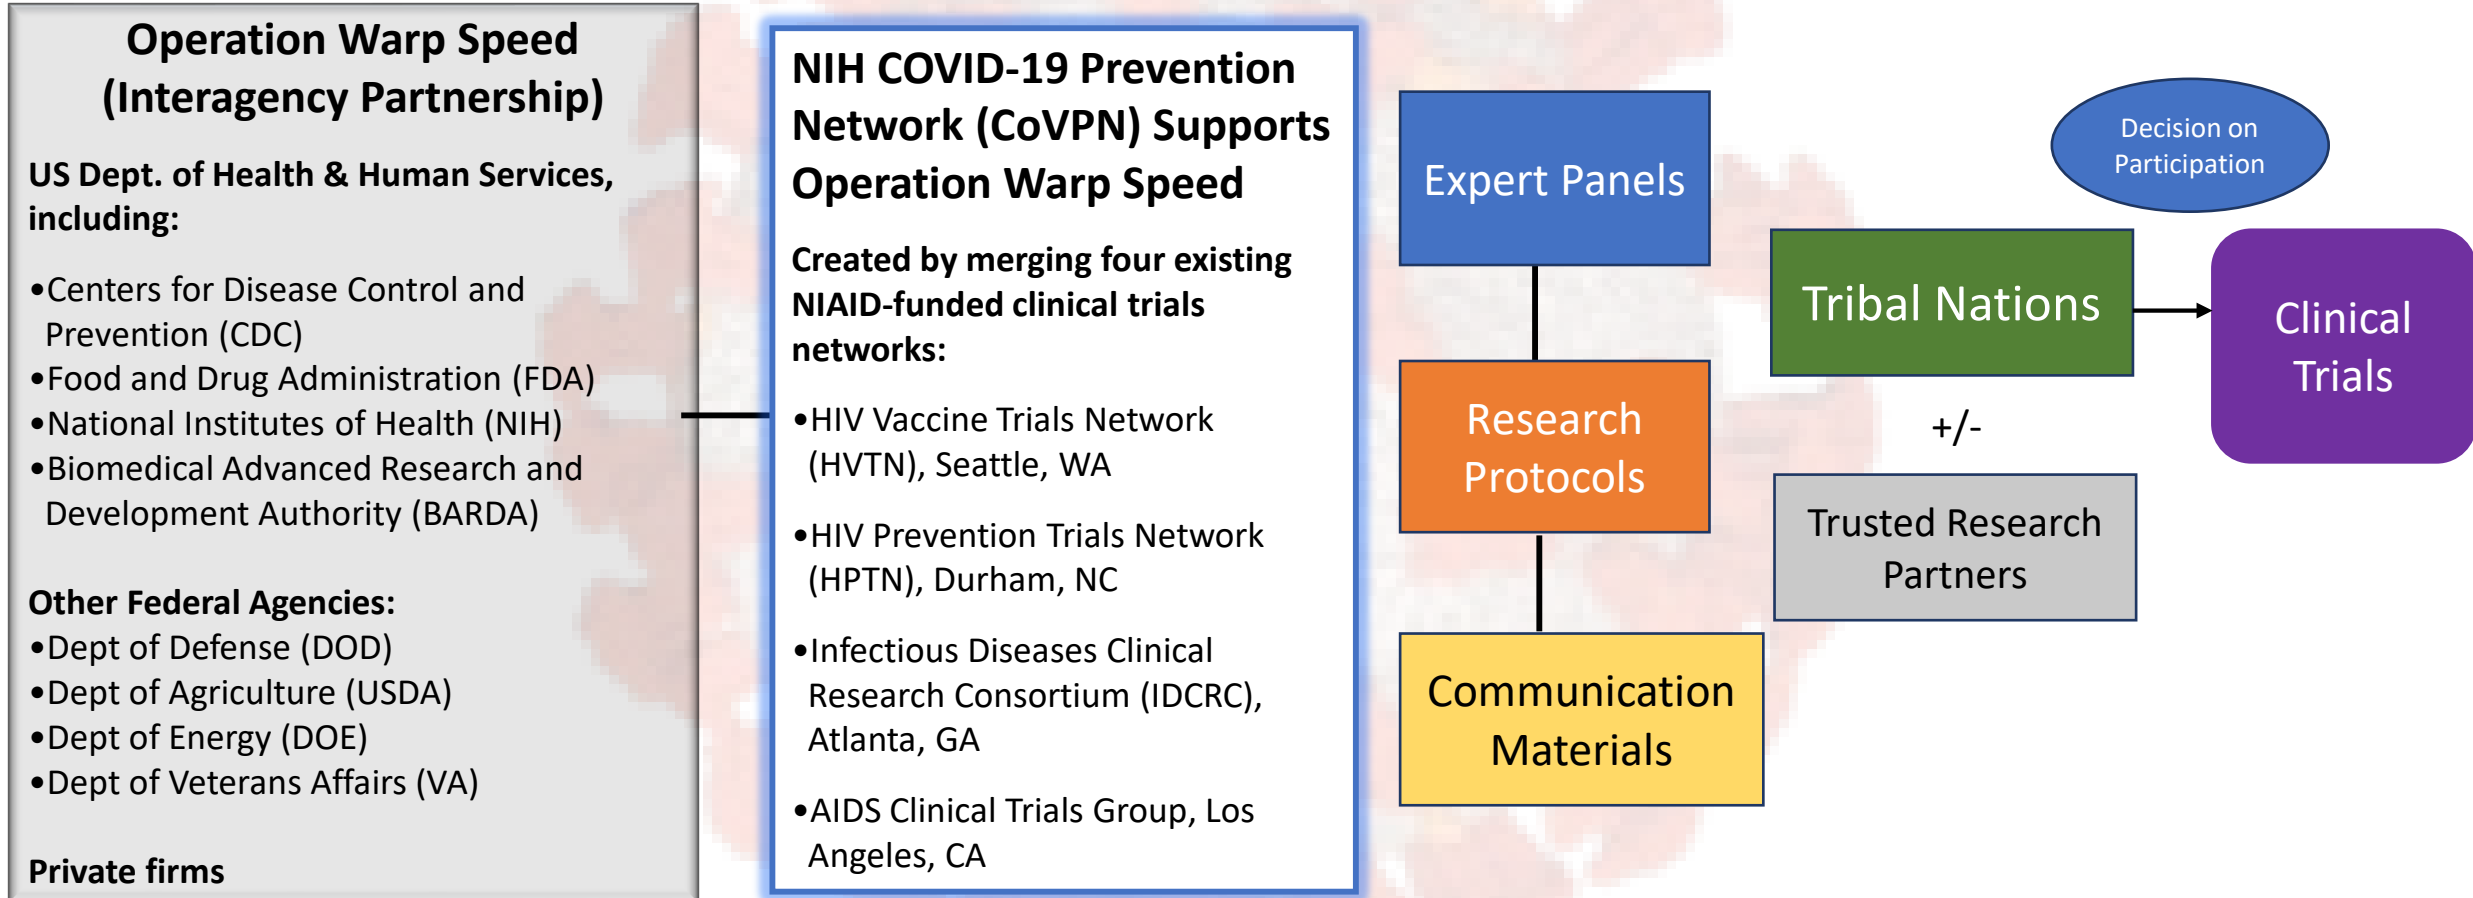 Operation Warp Speed
(Interagency Partnership)
US Dept. of Health & Human Services,
including:
•Centers for Disease Control and
Prevention (CDC)
•Food and Drug Administration (FDA)
•National Institutes of Health (NIH)
•Biomedical Advanced Research and
Development Authority (BARDA)
Other Federal Agencies:
•Dept of Defense (DOD)
•Dept of Agriculture (USDA)
•Dept of Energy (DOE)
•Dept of Veterans Affairs (VA)
Private firms
NIH COVID-19 Prevention
Network (CoVPN) Supports
Operation Warp Speed
Created by merging four existing
NIAID-funded clinical trials
networks:
•HIV Vaccine Trials Network
(HVTN), Seattle, WA
•HIV Prevention Trials Network
(HPTN), Durham, NC
•Infectious Diseases Clinical
Research Consortium (IDCRC),
Atlanta, GA
•AIDS Clinical Trials Group, Los
Angeles, CA
Expert Panels
Research
Protocols
Communication
Materials
Tribal Nations
+/-
Trusted Research
Partners
Decision on
Participation
Clinical
Trials